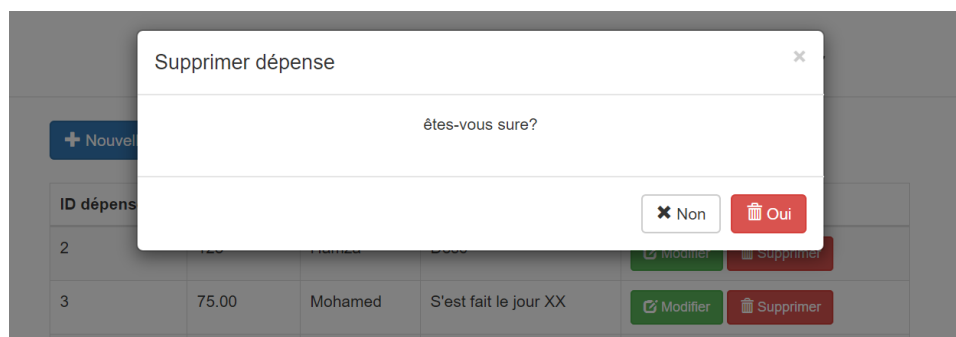 Supprimer dépense ×
êtes-vous sure?
Nouvel
ID dépens
Non Oui
2 Hamza Modifier Supprimer
3 75.00 Mohamed S'est fait le jour XX Modifier Supprimer